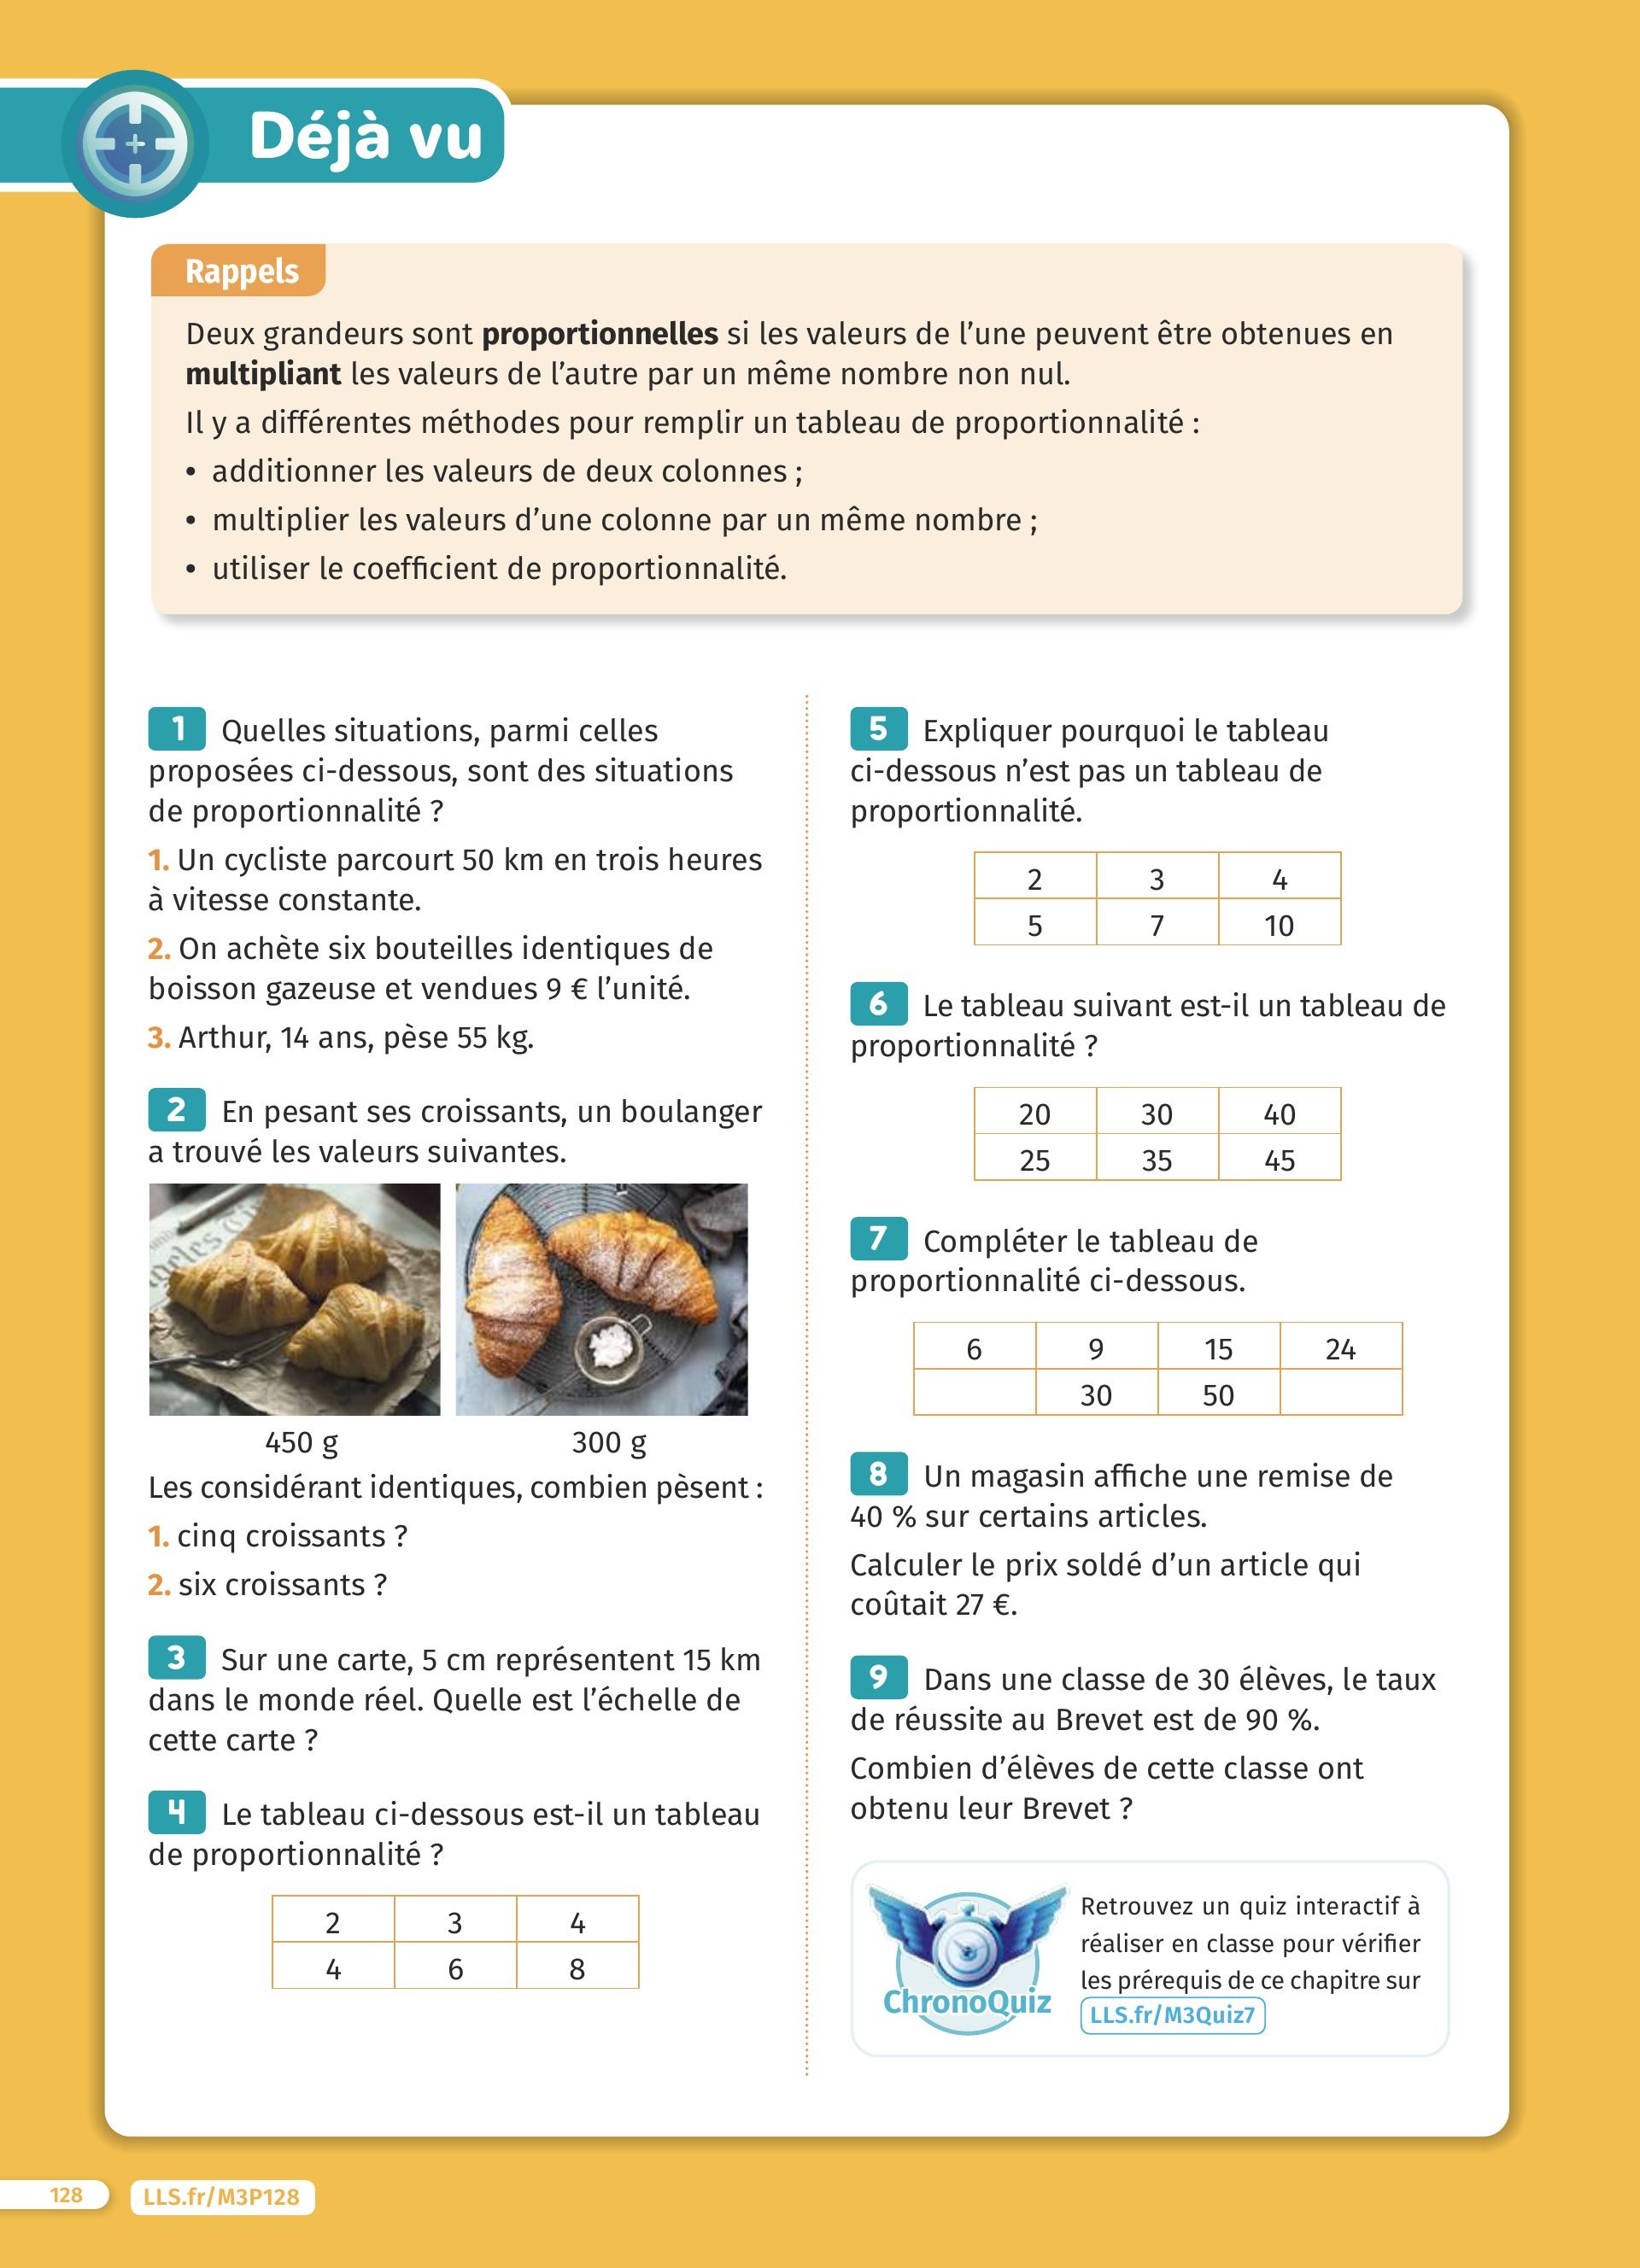 Déjà vu
Rappels
Deux grandeurs sont proportionnelles si les valeurs de l’une peuvent être obtenues en
multipliant les valeurs de l’autre par un même nombre non nul.
Il y a différentes méthodes pour remplir un tableau de proportionnalité :
• additionner les valeurs de deux colonnes ;
• multiplier les valeurs d’une colonne par un même nombre ;
• utiliser le coefficient de proportionnalité.
1 Quelles situations, parmi celles
proposées ci-dessous, sont des situations
de proportionnalité ?
1. Un cycliste parcourt 50 km en trois heures
à vitesse constante.
2. On achète six bouteilles identiques de
boisson gazeuse et vendues 9 € l’unité.
3. Arthur, 14 ans, pèse 55 kg.
2 En pesant ses croissants, un boulanger
a trouvé les valeurs suivantes.
450 g 300 g
Les considérant identiques, combien pèsent :
1. cinq croissants ?
2. six croissants ?
3 Sur une carte, 5 cm représentent 15 km
dans le monde réel. Quelle est l’échelle de
cette carte ?
4 Le tableau ci-dessous est-il un tableau
de proportionnalité ?
2 3 4
4 6 8
5 Expliquer pourquoi le tableau
ci-dessous n’est pas un tableau de
proportionnalité.
2 3 4
5 7 10
6 Le tableau suivant est-il un tableau de
proportionnalité ?
20 30 40
25 35 45
7 Compléter le tableau de
proportionnalité ci-dessous.
6 9 15 24
30 50
8 Un magasin affiche une remise de
40 % sur certains articles.
Calculer le prix soldé d’un article qui
coûtait 27 €.
9 Dans une classe de 30 élèves, le taux
de réussite au Brevet est de 90 %.
Combien d’élèves de cette classe ont
obtenu leur Brevet ?
ChronoQuiz
Retrouvez un quiz interactif à
réaliser en classe pour vérifier
les prérequis de ce chapitre sur
LLS.fr/M3Quiz7
128 LLS.fr/M3P128